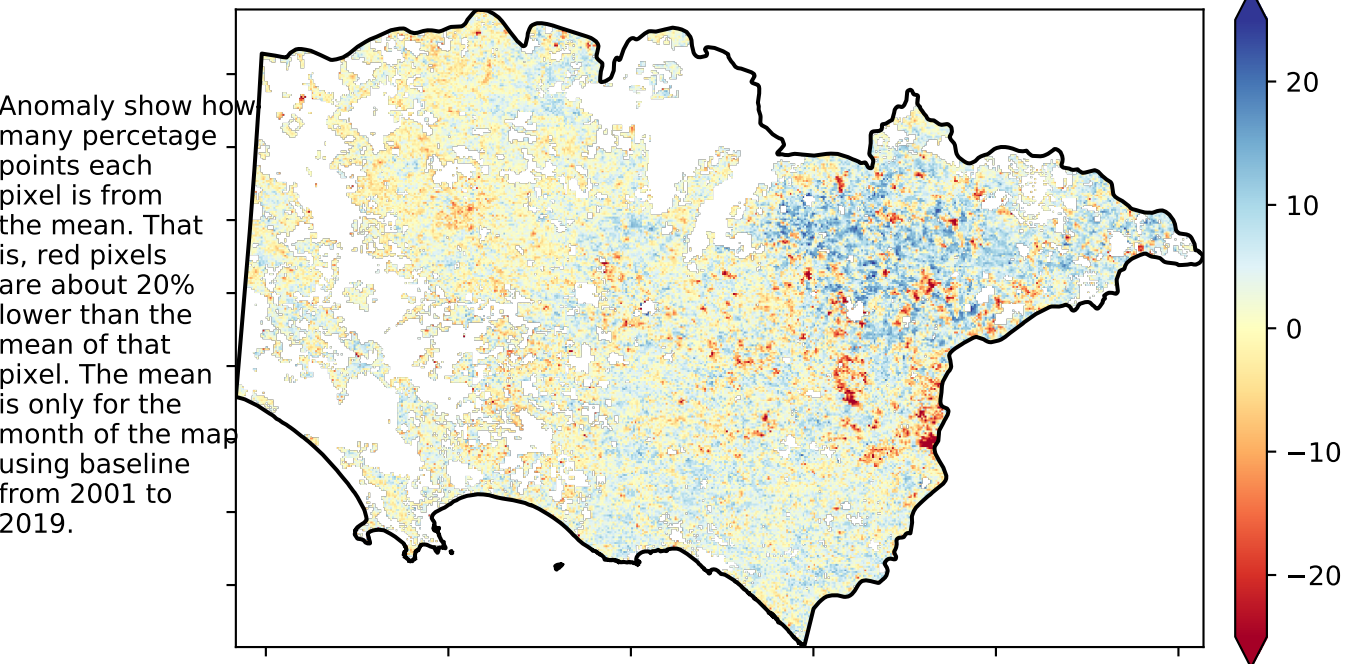 Anomaly show how
many percetage
points each
pixel is from
the mean. That
is, red pixels
are about 20%
lower than the
mean of that
pixel. The mean
is only for the
month of the map
using baseline
from 2001 to
2019.
20
10
0
−10
−20